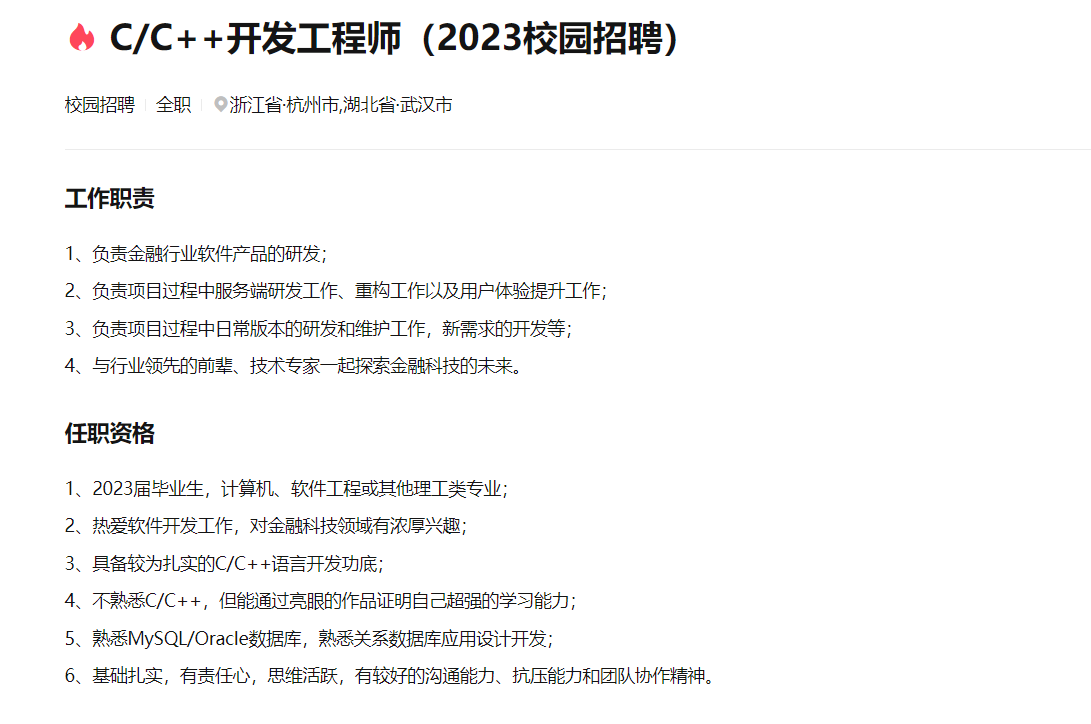 C/C++开发工程师（2023校园招聘）
校园招聘 全职 浙江省·杭州市,湖北省·武汉市
工作职责
1、负责金融行业软件产品的研发；
2、负责项目过程中服务端研发工作、重构工作以及用户体验提升工作；
3、负责项目过程中日常版本的研发和维护工作，新需求的开发等；
4、与行业领先的前辈、技术专家一起探索金融科技的未来。
任职资格
1、2023届毕业生，计算机、软件工程或其他理工类专业；
2、热爱软件开发工作，对金融科技领域有浓厚兴趣；
3、具备较为扎实的C/C++语言开发功底；
4、不熟悉C/C++，但能通过亮眼的作品证明自己超强的学习能力；
5、熟悉MySQL/Oracle数据库，熟悉关系数据库应用设计开发；
6、基础扎实，有责任心，思维活跃，有较好的沟通能力、抗压能力和团队协作精神。